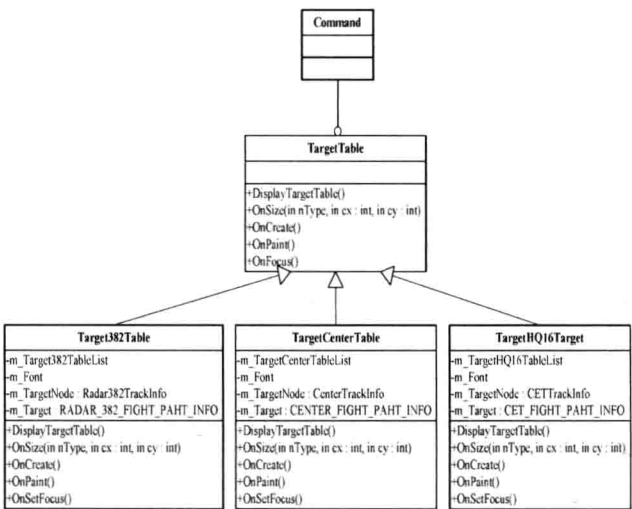 Command
TargetTable
+DisplayTargetTable()
+OnSize(in nType, in cx : int, in cy : int)
+OnCreate()
+OnPaint()
+OnFocus()
Target382Table
-m_Target382TableList
-m_Font
-m_TargetNode : Radar382TrackInfo
-m_Target RADAR_382_FIGHT_PAHT_INFO
+DisplayTargetTable()
+OnSize(in nType, in cx : int, in cy : int)
+OnCreate()
+OnPaint()
+OnSetFocus()
TargetCenterTable
-m_TargetCenterTableList
-m_Font
-m_TargetNode : CenterTrackInfo
-m_Target : CENTER_FIGHT_PAHT_INFO
+DisplayTargetTable()
+OnSize(in nType, in cx : int, in cy : int)
+OnCreate()
+OnPaint()
+OnSetFocus()
TargetHQ16Target
-m_TargetHQ16TableList
-m_Font
-m_TargetNode : CETTrackInfo
-m_Target : CET_FIGHT_PAHT_INFO
+DisplayTargetTable()
+OnSize(in nType, in cx : int, in cy : int)
+OnCreate()
+OnPaint()
+OnSetFocus()